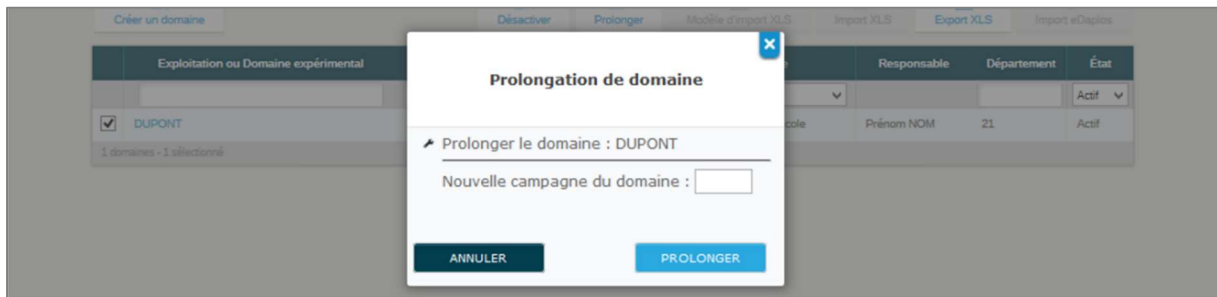 Créer un domaine
Désactiver
Prolonger
Modèle d'import XLS
Import XLS
Export XLS
Import eDaplos
Exploitation ou Domaine expérimental
Responsable
Département
État
Actif
DUPONT
cole
Prénom NOM
21
Actif
1 domaines - 1 sélectionné
Prolongation de domaine
Prolonger le domaine : DUPONT
Nouvelle campagne du domaine :
ANNULER
PROLONGER